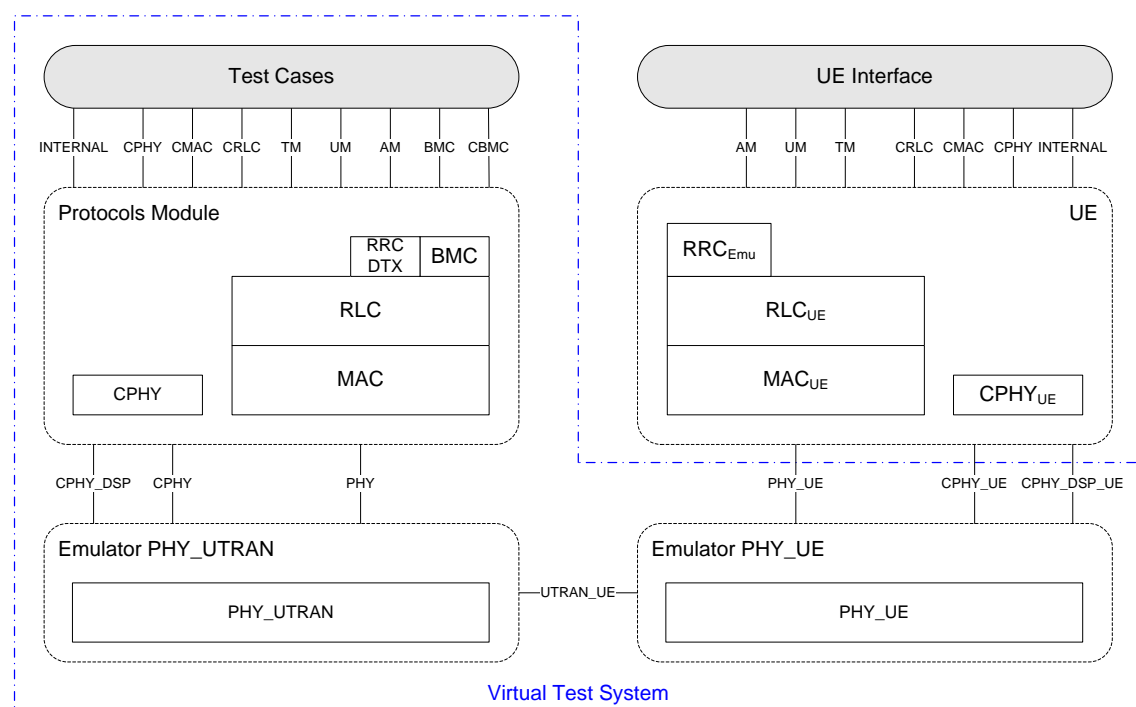 Test Cases
UE Interface
INTERNAL CPHY CMAC CRLC TM UM AM BMC CBMC
AM UM TM CRLC CMAC CPHY INTERNAL
Protocols Module
UE
RRC
DTX
BMC
RRCEmu
RLC
RLCUE
MAC
MACUE
CPHY
CPHYUE
CPHY_DSP CPHY PHY
PHY_UE CPHY_UE CPHY_DSP_UE
Emulator PHY_UTRAN
Emulator PHY_UE
UTRAN_UE
PHY_UTRAN
PHY_UE
Virtual Test System